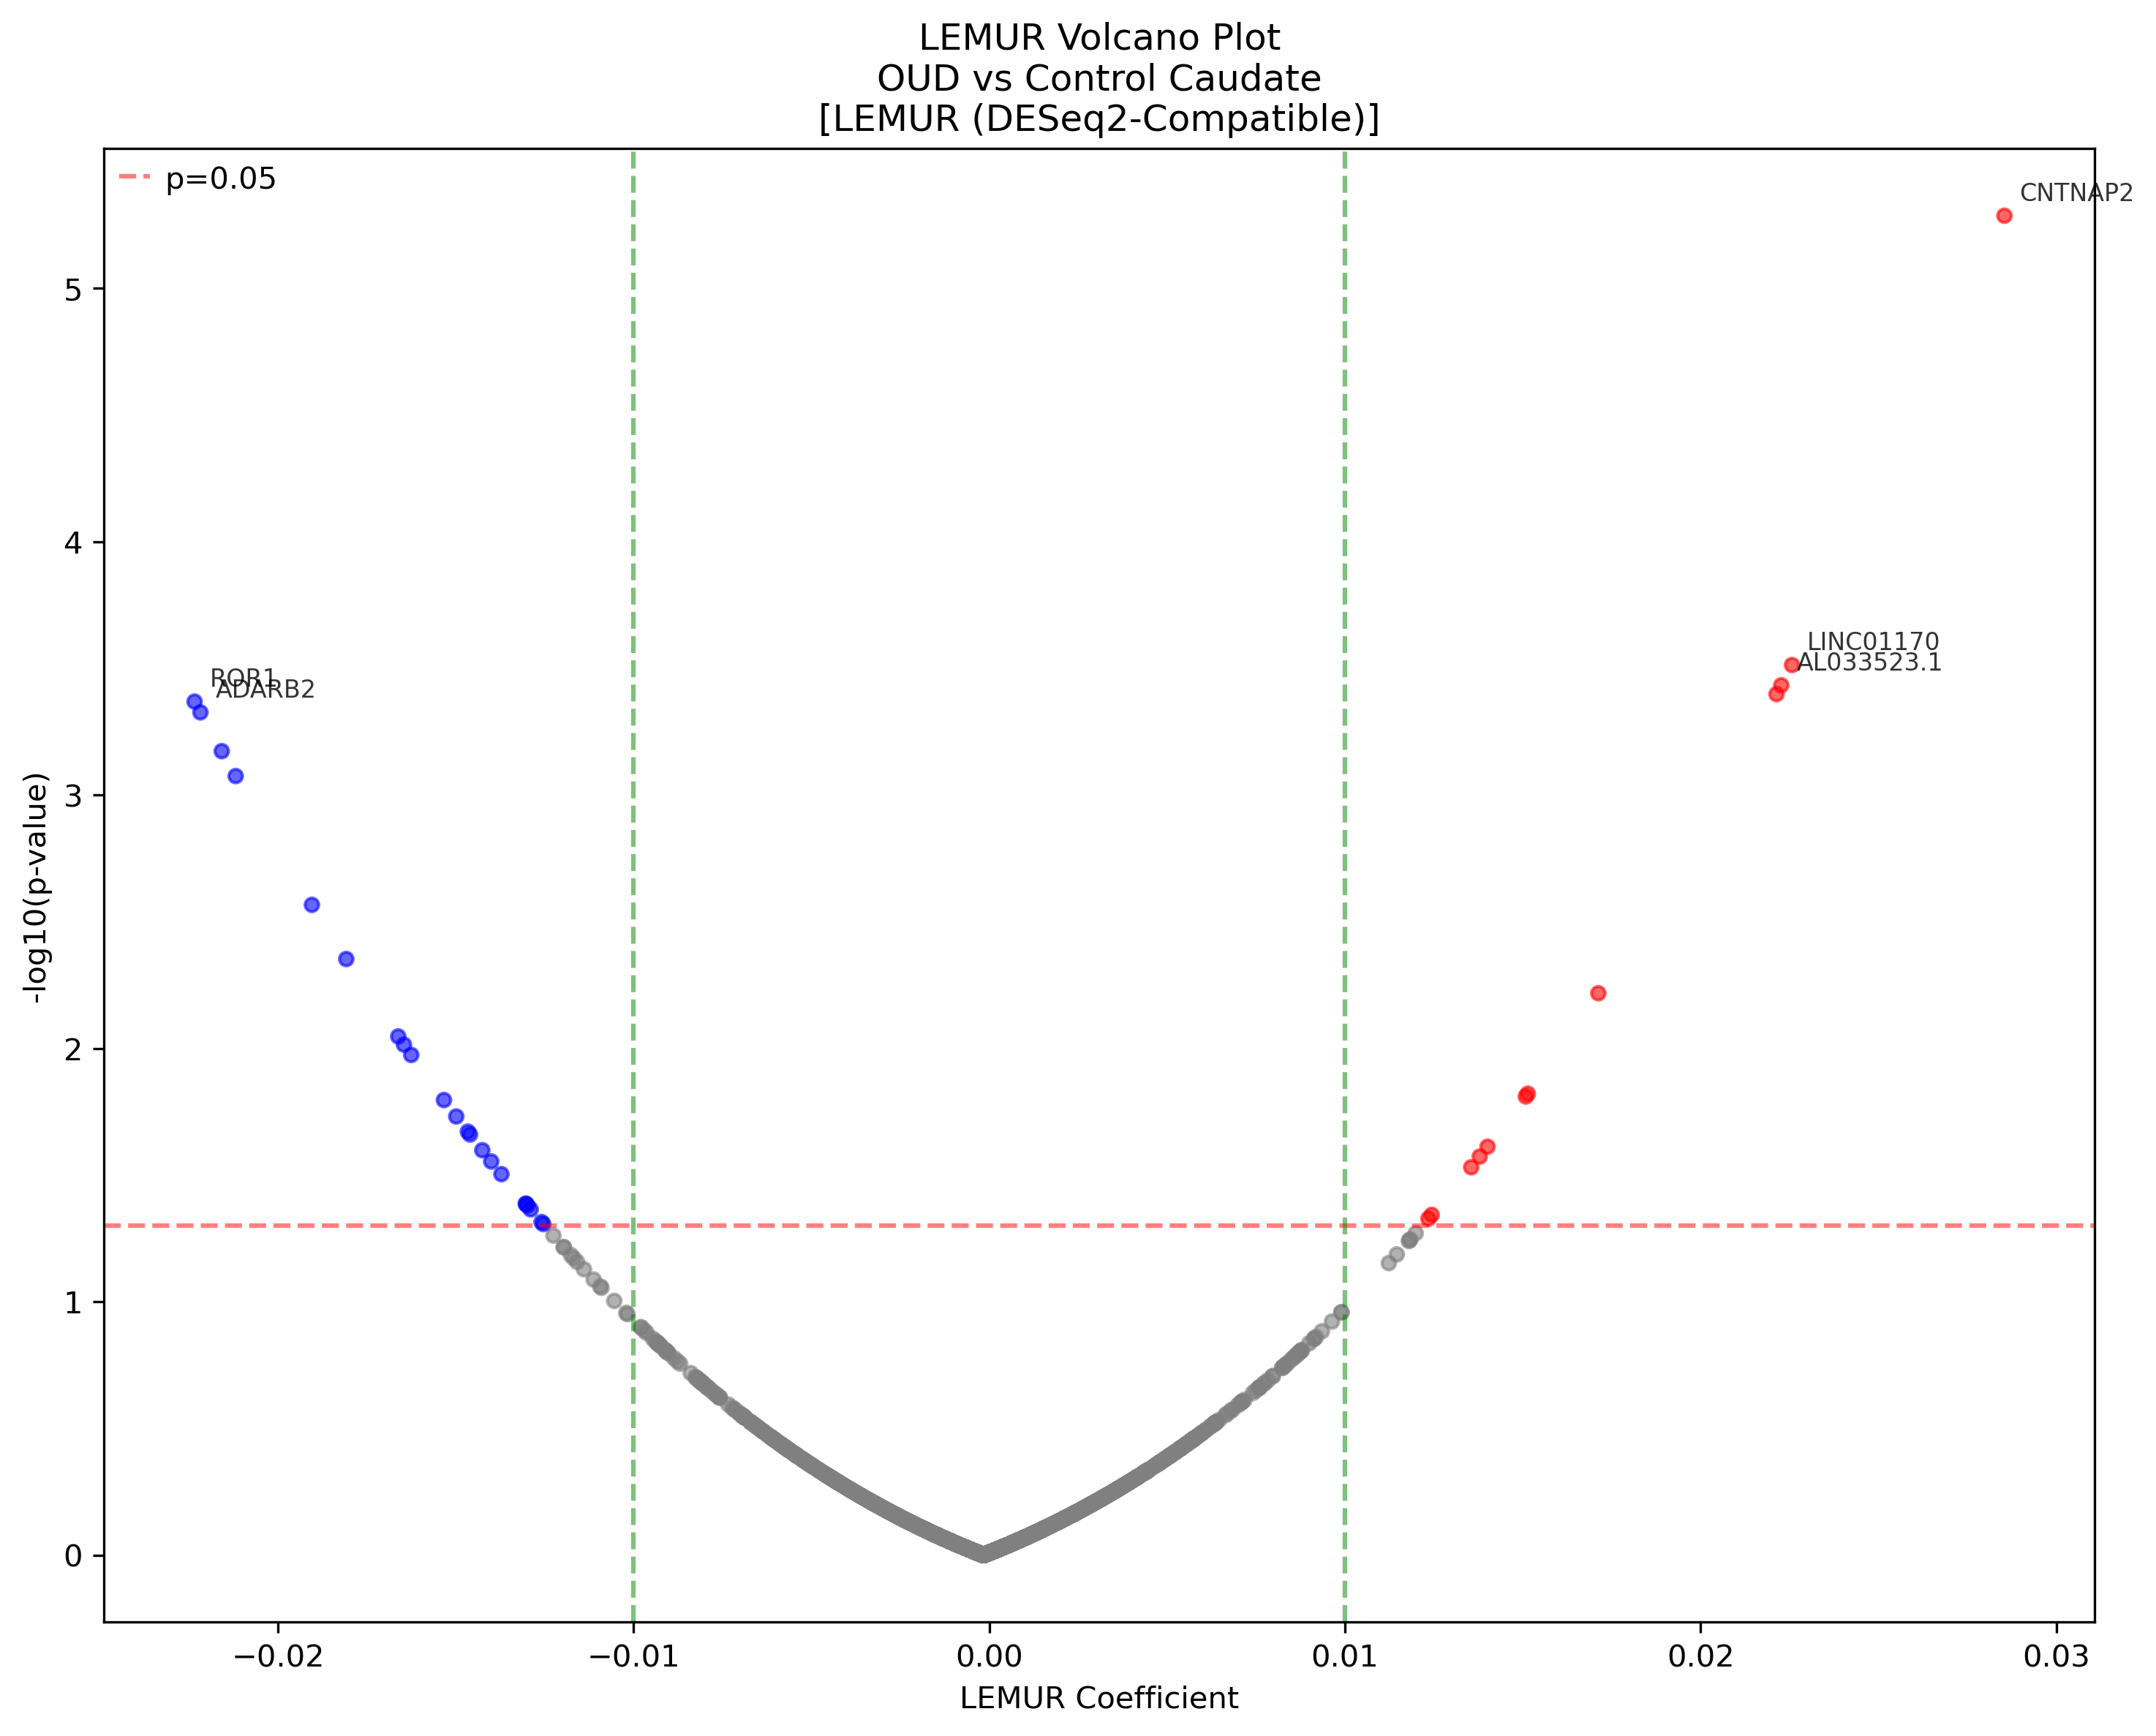 LEMUR Volcano Plot
OUD vs Control Caudate
[LEMUR (DESeq2-Compatible)]
p=0.05
CNTNAP2
LINC01170
AL033523.1
ROR1
ADARB2
-log10(p-value)
5
4
3
2
1
0
−0.02
−0.01
0.00
0.01
0.02
0.03
LEMUR Coefficient